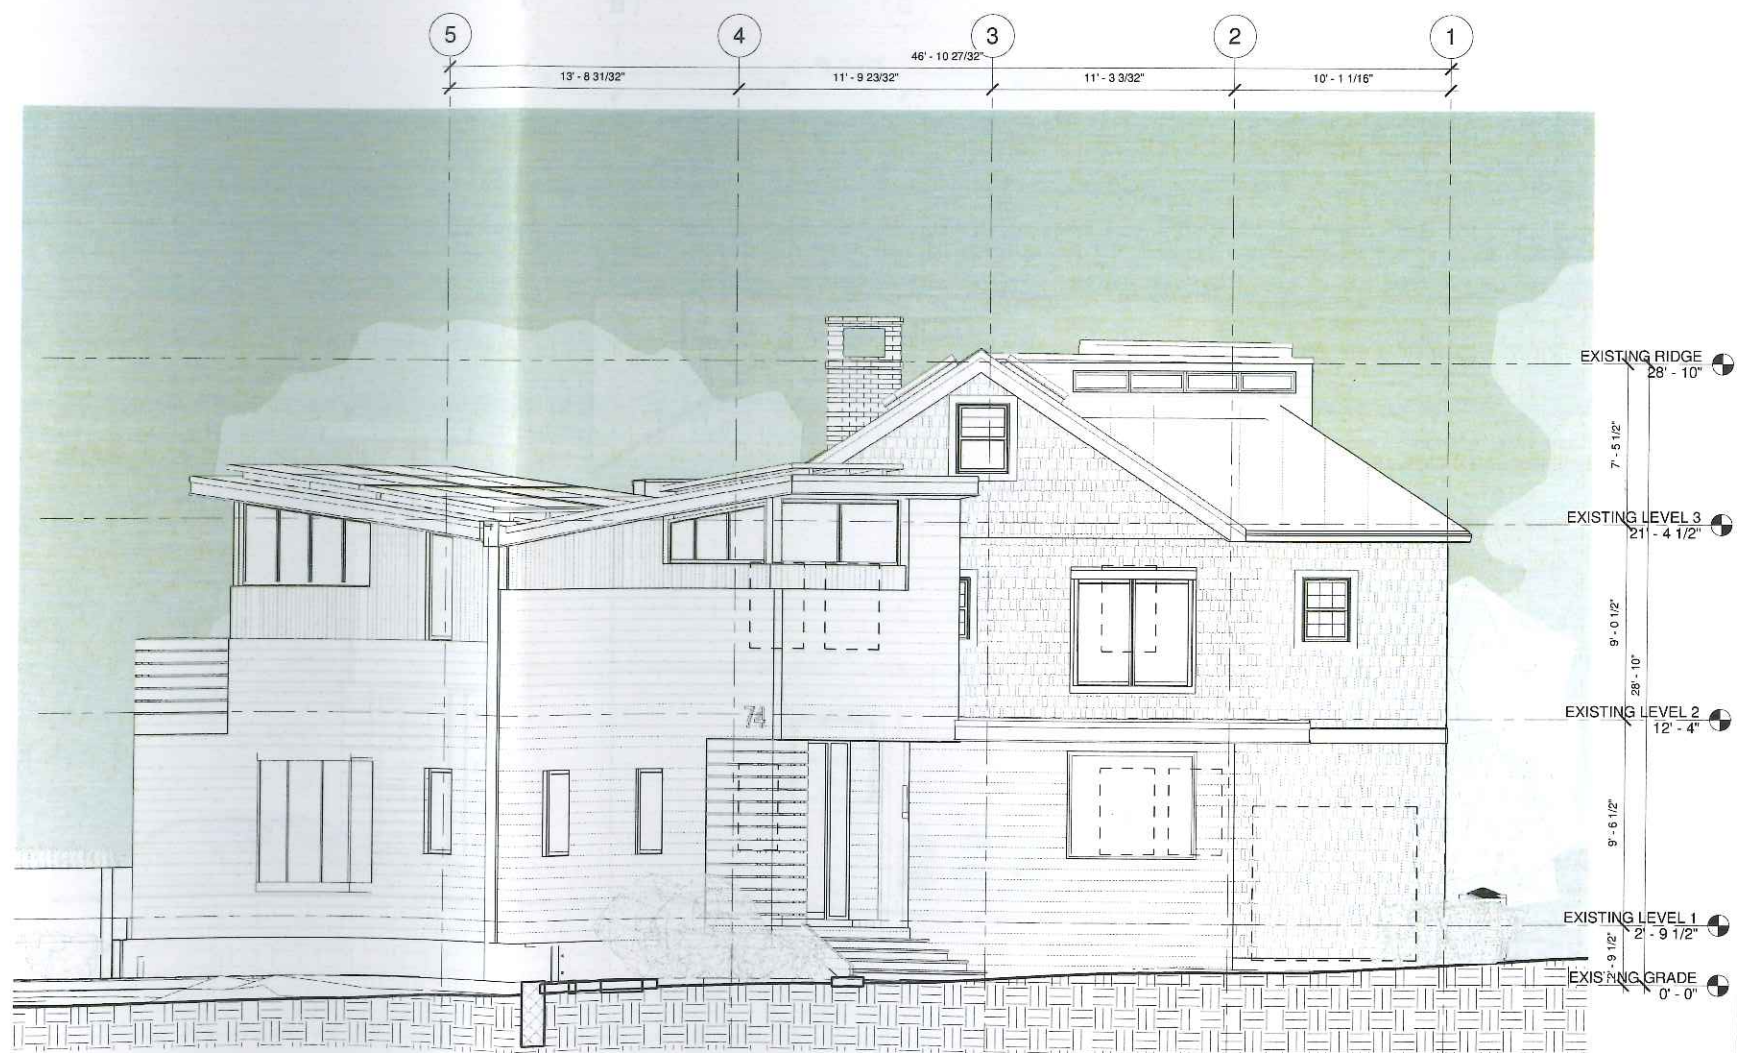 5 4 3 2 1
46' - 10 27/32"
13' - 8 31/32" 11' - 9 23/32" 11' - 3 3/32" 10' - 1 1/16"
EXISTING RIDGE
28' - 10"
7' - 5 1/2"
EXISTING LEVEL 3
21' - 4 1/2"
9' - 0 1/2"
28' - 10"
EXISTING LEVEL 2
12' - 4"
74
9' - 6 1/2"
EXISTING LEVEL 1
2' - 9 1/2"
2' - 9 1/2"
EXISTING GRADE
0' - 0"